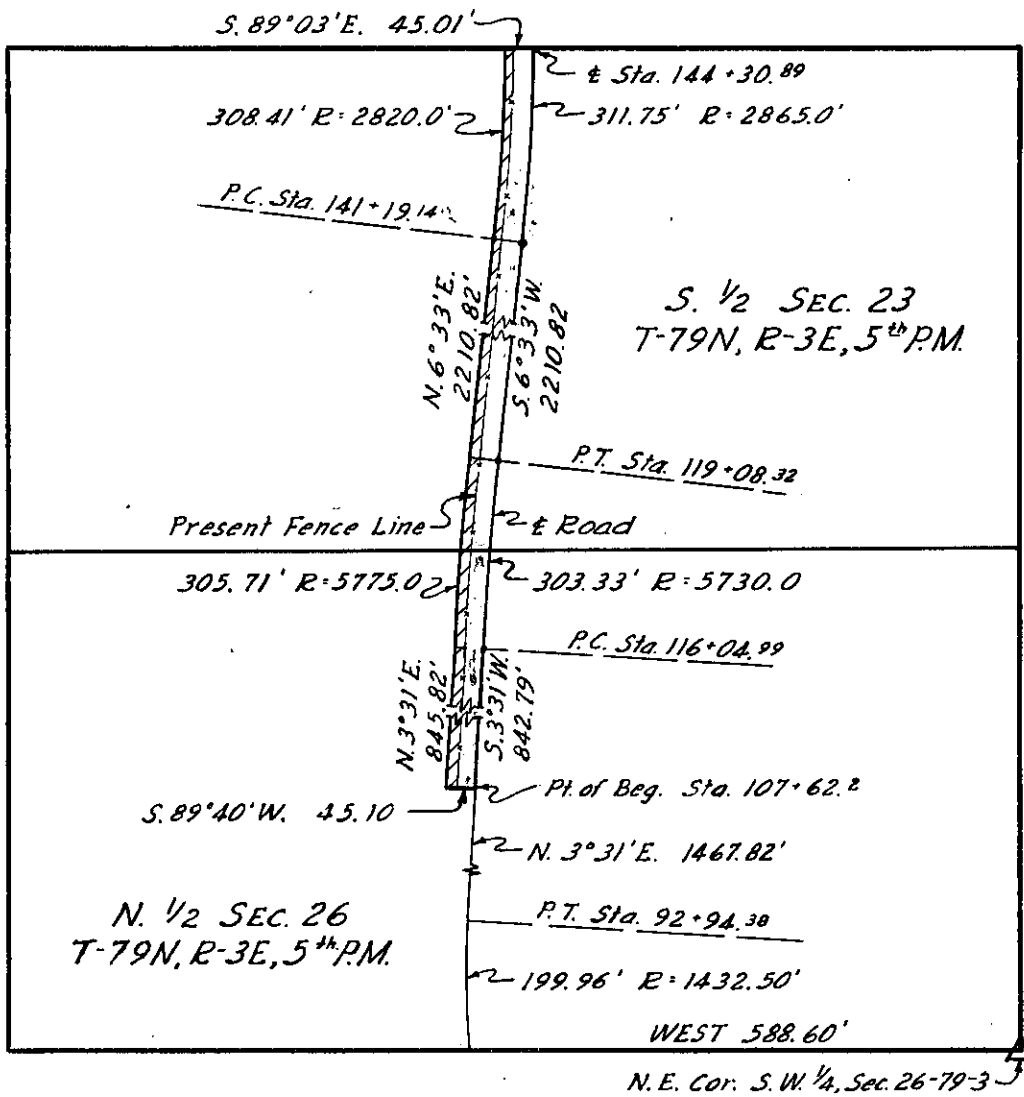 S. 89°03'E. 45.01'
℄ Sta. 144+30.89
308.41' R=2820.0'
311.75' R=2865.0'
P.C. Sta. 141+19.14
N. 6°33'E.
2210.82'
S. 6°33'W.
2210.82
S. 1/2 SEC. 23
T-79N, R-3E, 5th P.M.
P.T. Sta. 119+08.32
Present Fence Line
℄ Road
305.71' R=5775.0
303.33' R=5730.0
P.C. Sta. 116+04.99
N. 3°31'E.
845.82'
S. 3°31'W.
842.79'
Pt. of Beg. Sta. 107+62.2
S. 89°40'W. 45.10
N. 3°31'E. 1467.82'
N. 1/2 SEC. 26
T-79N, R-3E, 5th P.M.
P.T. Sta. 92+94.38
199.96' R=1432.50'
WEST 588.60'
N.E. Cor. S.W. 1/4, Sec. 26-79-3